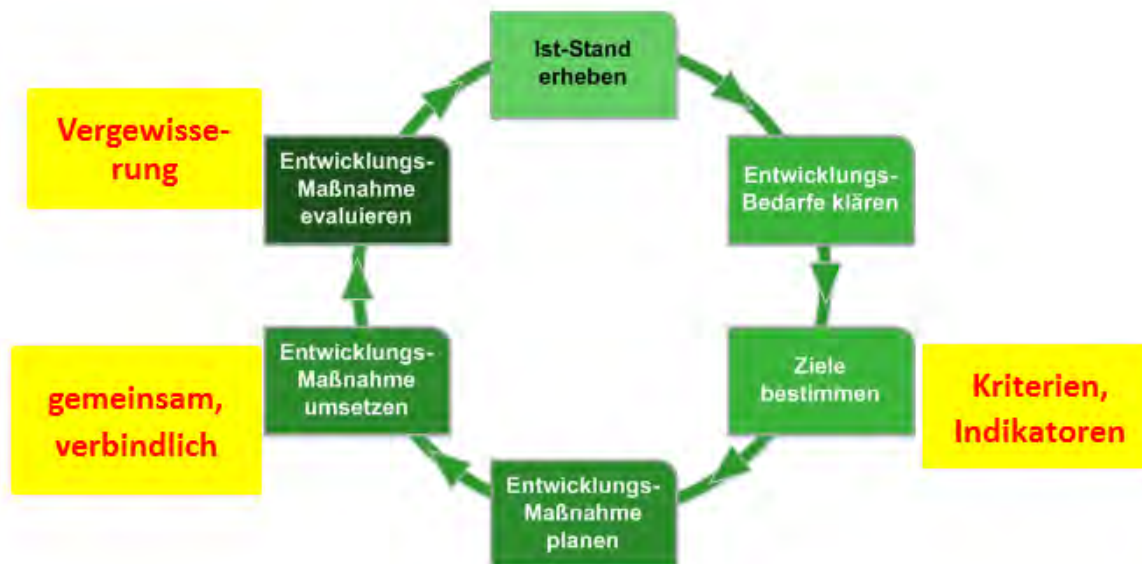 Ist-Stand
erheben
Vergewisse-
rung
Entwicklungs-
Maßnahme
evaluieren
Entwicklungs-
Bedarfe klären
gemeinsam,
verbindlich
Entwicklungs-
Maßnahme
umsetzen
Ziele
bestimmen
Kriterien,
Indikatoren
Entwicklungs-
Maßnahme
planen